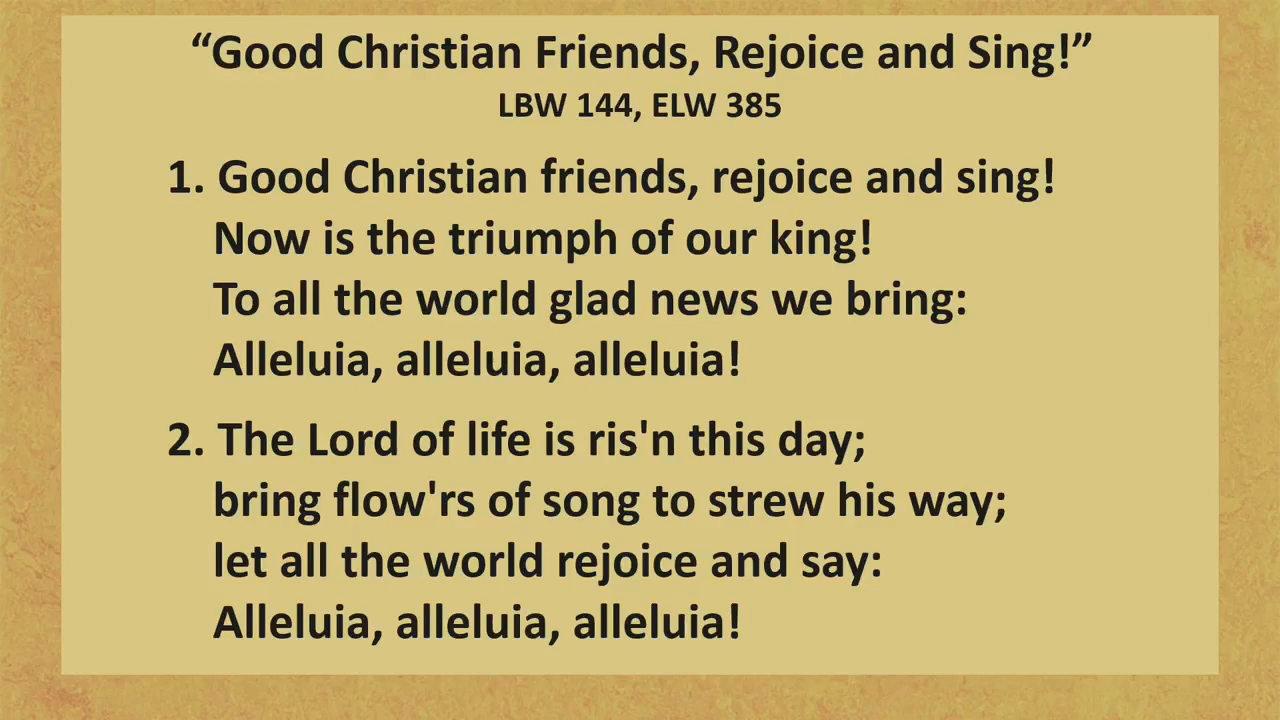 “Good Christian Friends, Rejoice and Sing!”
LBW 144, ELW 385
1. Good Christian friends, rejoice and sing!
Now is the triumph of our king!
To all the world glad news we bring:
Alleluia, alleluia, alleluia!
2. The Lord of life is ris'n this day;
bring flow'rs of song to strew his way;
let all the world rejoice and say:
Alleluia, alleluia, alleluia!